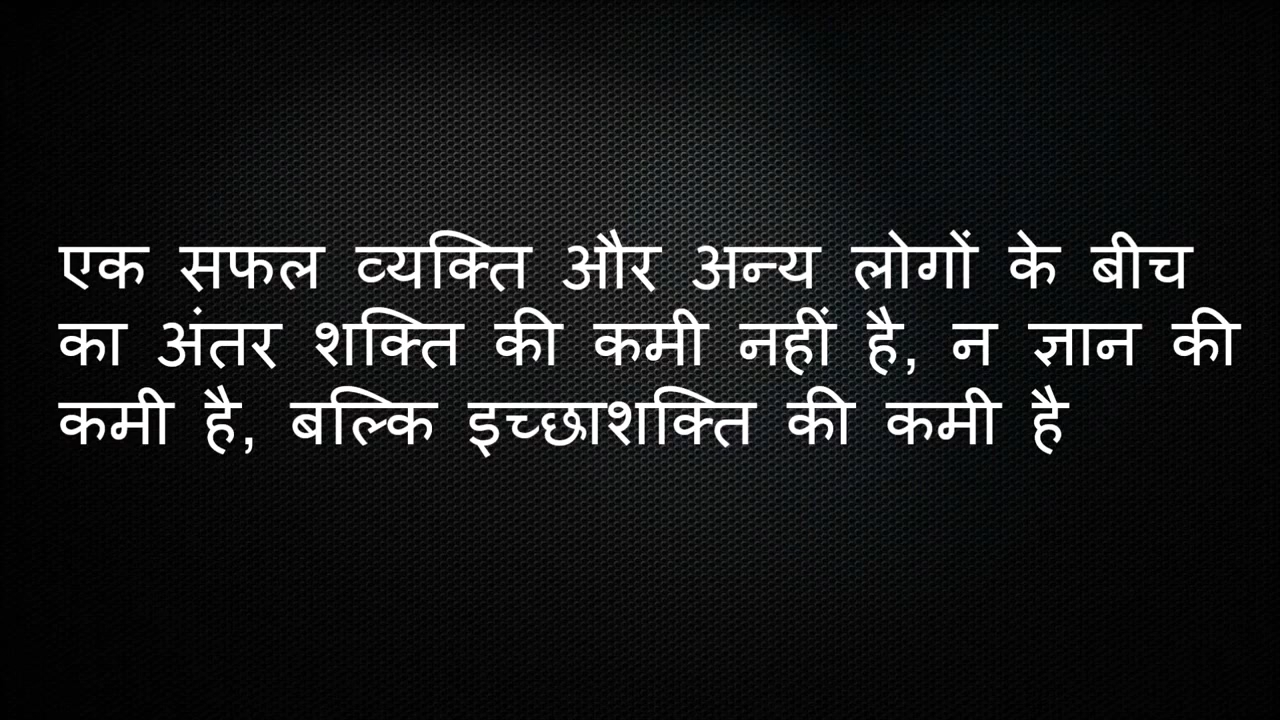 एक सफल व्यक्ति और अन्य लोगों के बीच
का अंतर शक्ति की कमी नहीं है, न ज्ञान की
कमी है, बल्कि इच्छाशक्ति की कमी है